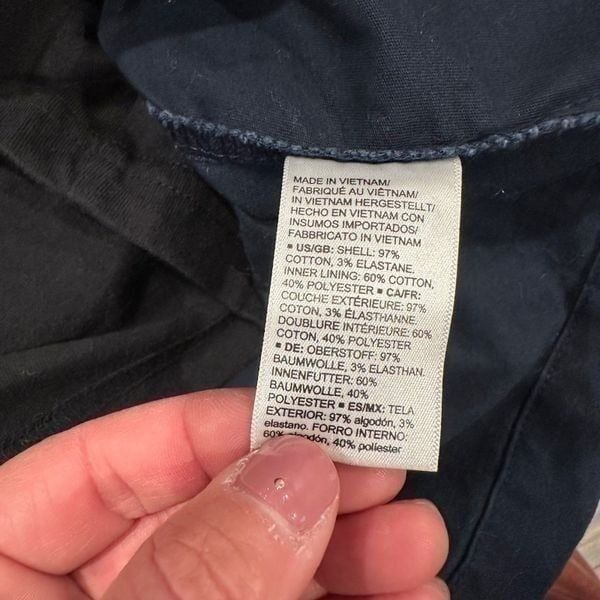 MADE IN VIETNAM/
FABRIQUÉ AU VIÊTNAM/
IN VIETNAM HERGESTELLT/
HECHO EN VIETNAM CON
INSUMOS IMPORTADOS/
FABBRICATO IN VIETNAM
▪ US/GB: SHELL: 97%
COTTON, 3% ELASTANE.
INNER LINING: 60% COTTON,
40% POLYESTER ▪ CA/FR:
COUCHE EXTÉRIEURE: 97%
COTON, 3% ÉLASTHANNE.
DOUBLURE INTÉRIEURE: 60%
COTON, 40% POLYESTER
▪ DE: OBERSTOFF: 97%
BAUMWOLLE, 3% ELASTHAN.
INNENFUTTER: 60%
BAUMWOLLE, 40%
POLYESTER ▪ ES/MX: TELA
EXTERIOR: 97% algodón, 3%
elastano. FORRO INTERNO:
60% algodón, 40% poliester